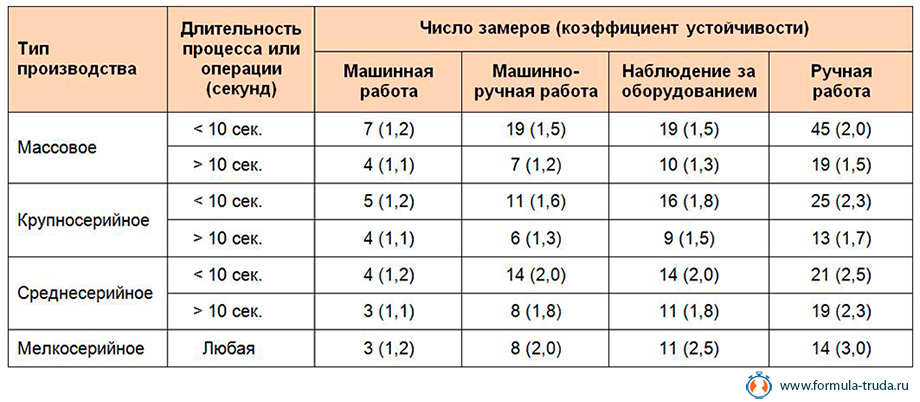 Тип производства
Длительность процесса или операции (секунд)
Число замеров (коэффициент устойчивости)
Машинная работа
Машинно-ручная работа
Наблюдение за оборудованием
Ручная работа
Массовое
< 10 сек. 7 (1,2) 19 (1,5) 19 (1,5) 45 (2,0)
> 10 сек. 4 (1,1) 7 (1,2) 10 (1,3) 19 (1,5)
Крупносерийное
< 10 сек. 5 (1,2) 11 (1,6) 16 (1,8) 25 (2,3)
> 10 сек. 4 (1,1) 6 (1,3) 9 (1,5) 13 (1,7)
Среднесерийное
< 10 сек. 4 (1,2) 14 (2,0) 14 (2,0) 21 (2,5)
> 10 сек. 3 (1,1) 8 (1,8) 11 (1,8) 19 (2,3)
Мелкосерийное Любая 3 (1,2) 8 (2,0) 11 (2,5) 14 (3,0)
www.formula-truda.ru